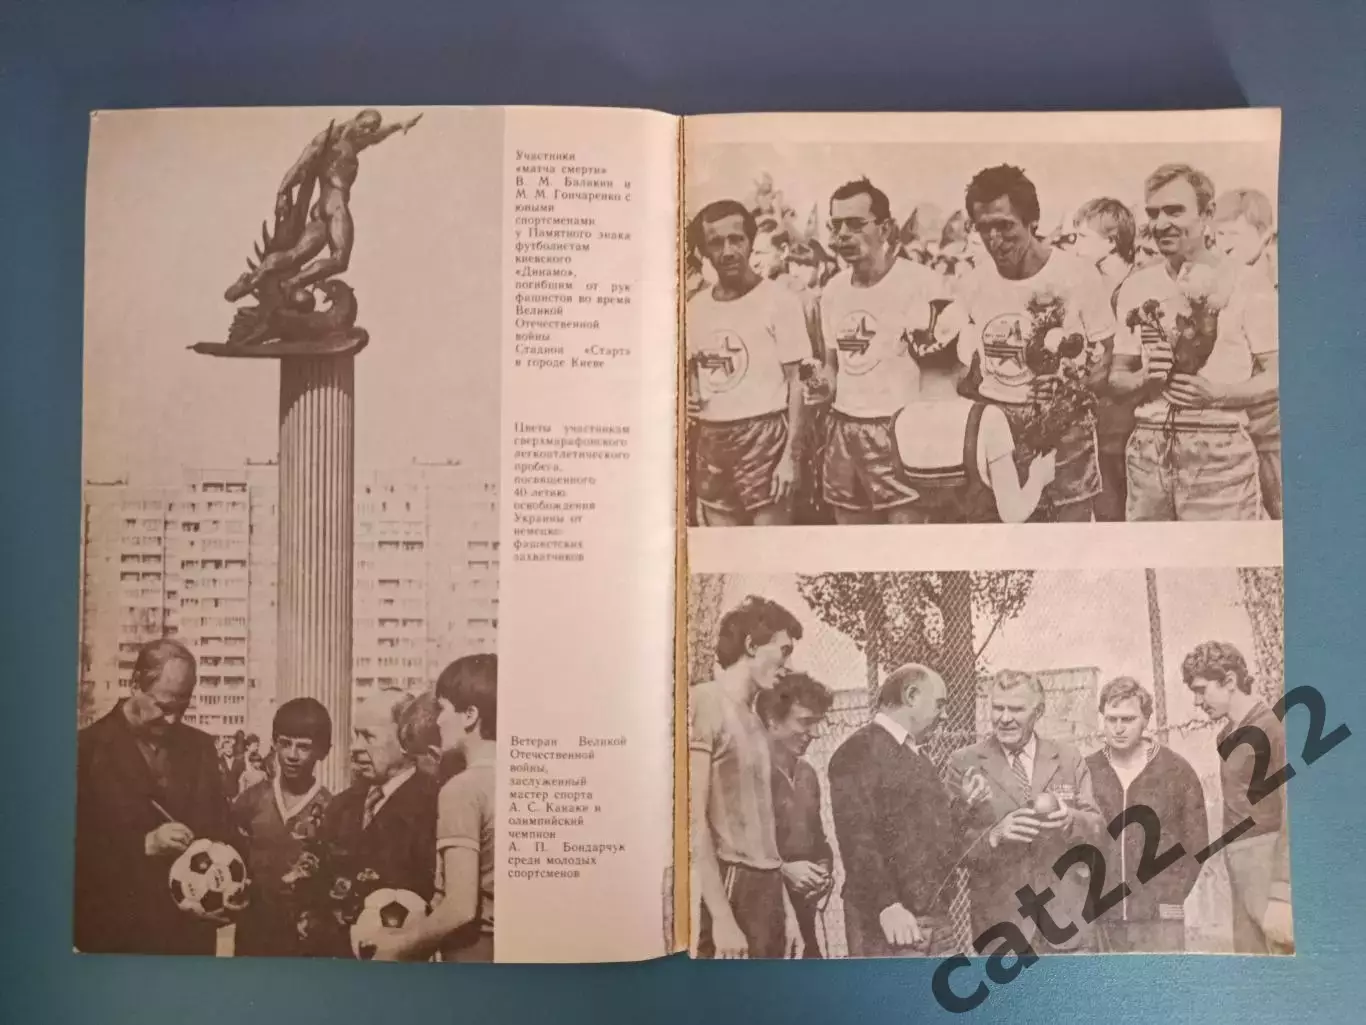 Участники
«матча смерти»
В. М. Балакин и
М. М. Гончаренко с
юными
спортсменами
у Памятного знака
футболистам
киевского
«Динамо»,
погибшим от рук
фашистов во время
Великой
Отечественной
войны
Стадион «Старт»
в городе Киеве
Цветы участникам
сверхмарафонского
легкоатлетического
пробега,
посвященного
40-летию
освобождения
Украины от
немецко-
фашистских
захватчиков
Ветеран Великой
Отечественной
войны,
заслуженный
мастер спорта
А. С. Канаке и
олимпийский
чемпион
А. П. Бондарчук
среди молодых
спортсменов
cat22_22